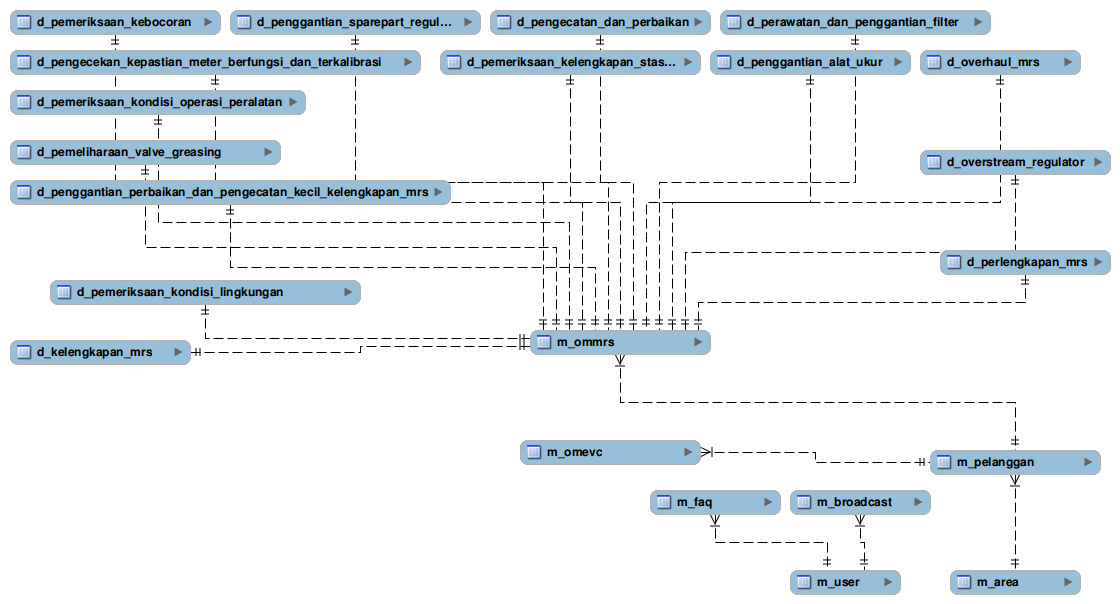 d_pemeriksaan_kebocoran
d_penggantian_sparepart_regul...
d_pengecatan_dan_perbaikan
d_perawatan_dan_penggantian_filter
d_pengecekan_kepastian_meter_berfungsi_dan_terkalibrasi
d_pemeriksaan_kelengkapan_stas...
d_penggantian_alat_ukur
d_overhaul_mrs
d_pemeriksaan_kondisi_operasi_peralatan
d_pemeliharaan_valve_greasing
d_overstream_regulator
d_penggantian_perbaikan_dan_pengecatan_kecil_kelengkapan_mrs
d_perlengkapan_mrs
d_pemeriksaan_kondisi_lingkungan
m_ommrs
d_kelengkapan_mrs
m_omevc
m_pelanggan
m_faq
m_broadcast
m_user
m_area